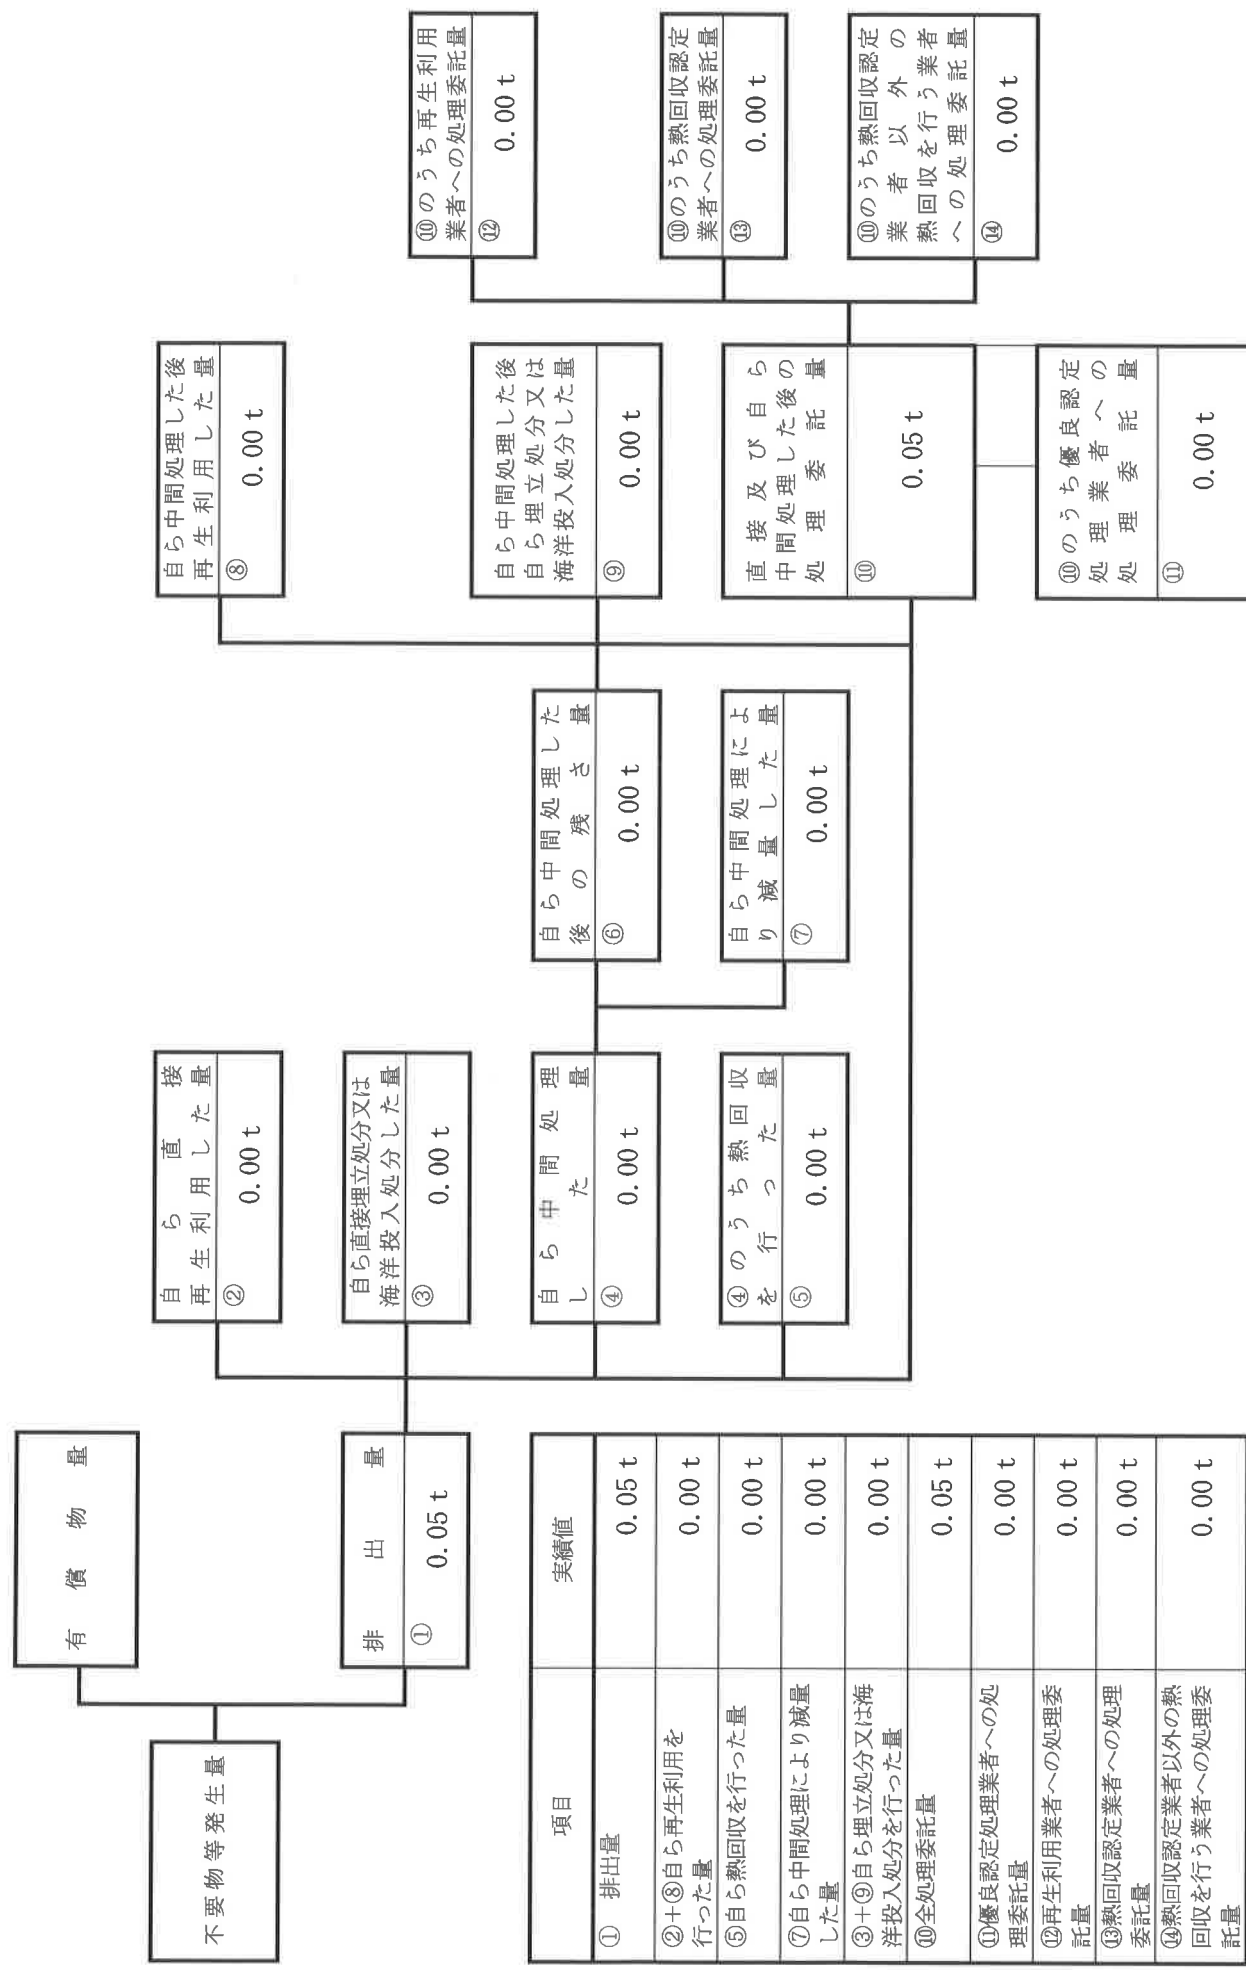 不要物等発生量
有償物量
排出量
① 0.05 t
自ら直接
再生利用した量
② 0.00 t
自ら直接埋立処分又は
海洋投入処分した量
③ 0.00 t
自ら中間処理
した量
④ 0.00 t
④のうち熱回収
を行った量
⑤ 0.00 t
自ら中間処理した
後の残さ量
⑥ 0.00 t
自ら中間処理によ
り減量した量
⑦ 0.00 t
自ら中間処理した後
再生利用した量
⑧ 0.00 t
自ら中間処理した後
自ら埋立処分又は
海洋投入処分した量
⑨ 0.00 t
直接及び自ら
中間処理した後の
処理委託量
⑩ 0.05 t
⑩のうち優良認定
処理業者への
処理委託量
⑪ 0.00 t
⑩のうち再生利用
業者への処理委託量
⑫ 0.00 t
⑩のうち熱回収認定
業者への処理委託量
⑬ 0.00 t
⑩のうち熱回収認定
業者以外の
熱回収を行う業者
への処理委託量
⑭ 0.00 t
項目 実績値
① 排出量 0.05 t
②+⑧自ら再生利用を
行った量 0.00 t
⑤自ら熱回収を行った量 0.00 t
⑦自ら中間処理により減量
した量 0.00 t
③+⑨自ら埋立処分又は海
洋投入処分を行った量 0.00 t
⑩全処理委託量 0.05 t
⑪優良認定処理業者への処
理委託量 0.00 t
⑫再生利用業者への処理委
託量 0.00 t
⑬熱回収認定業者への処理
委託量 0.00 t
⑭熱回収認定業者以外の熱
回収を行う業者への処理委
託量 0.00 t